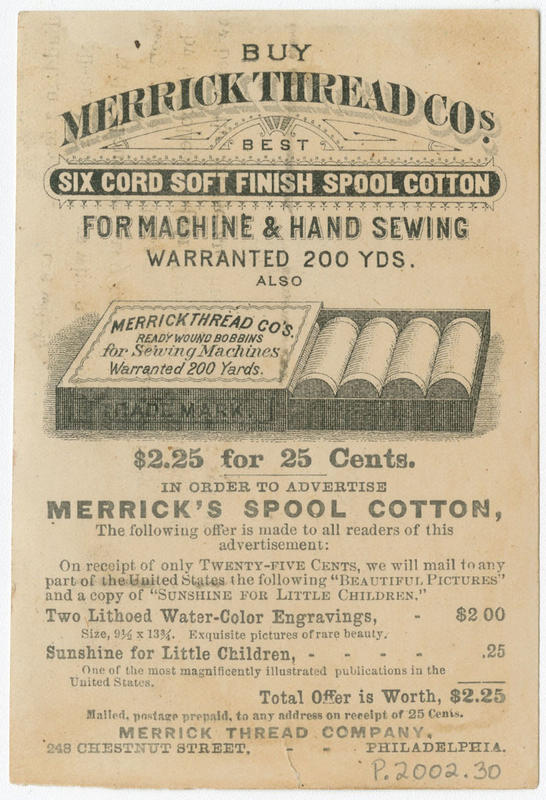 BUY
MERRICK THREAD COS.
BEST
SIX CORD SOFT FINISH SPOOL COTTON
FOR MACHINE & HAND SEWING
WARRANTED 200 YDS.
ALSO
MERRICK THREAD CO'S.
READY WOUND BOBBINS
for Sewing Machines
Warranted 200 Yards.
TRADE MARK.
$2.25 for 25 Cents.
IN ORDER TO ADVERTISE
MERRICK'S SPOOL COTTON,
The following offer is made to all readers of this
advertisement:
On receipt of only TWENTY-FIVE CENTS, we will mail to any
part of the United States the following "BEAUTIFUL PICTURES"
and a copy of "SUNSHINE FOR LITTLE CHILDREN."
Two Lithoed Water-Color Engravings, - $2 00
Size, 9½ x 13¾. Exquisite pictures of rare beauty.
Sunshine for Little Children, - - - - .25
One of the most magnificently illustrated publications in the
United States.
Total Offer is Worth, $2.25
Mailed, postage prepaid, to any address on receipt of 25 Cents.
MERRICK THREAD COMPANY,
248 CHESTNUT STREET, - - PHILADELPHIA.
P.2002.30